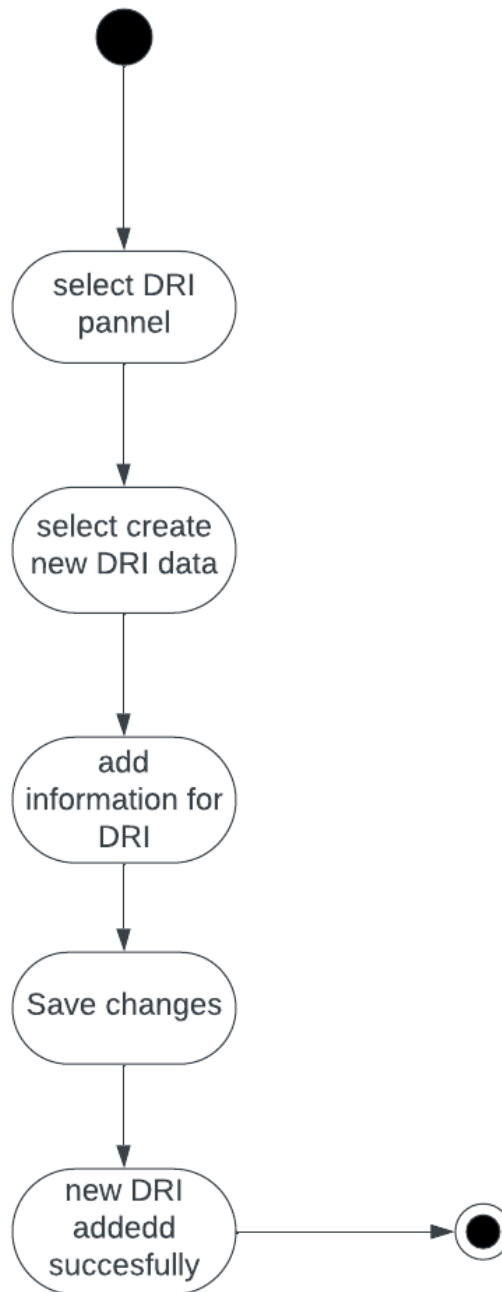 select DRI
pannel
select create
new DRI data
add
information for
DRI
Save changes
new DRI
addedd
succesfully